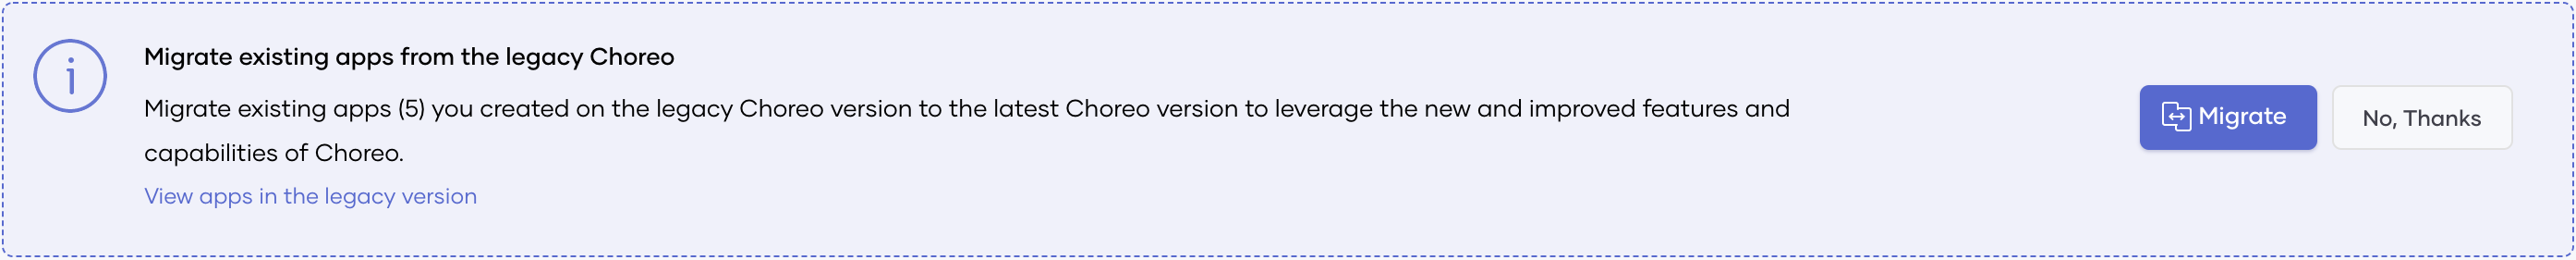 Migrate existing apps from the legacy Choreo
Migrate existing apps (5) you created on the legacy Choreo version to the latest Choreo version to leverage the new and improved features and
capabilities of Choreo.
View apps in the legacy version
Migrate
No, Thanks